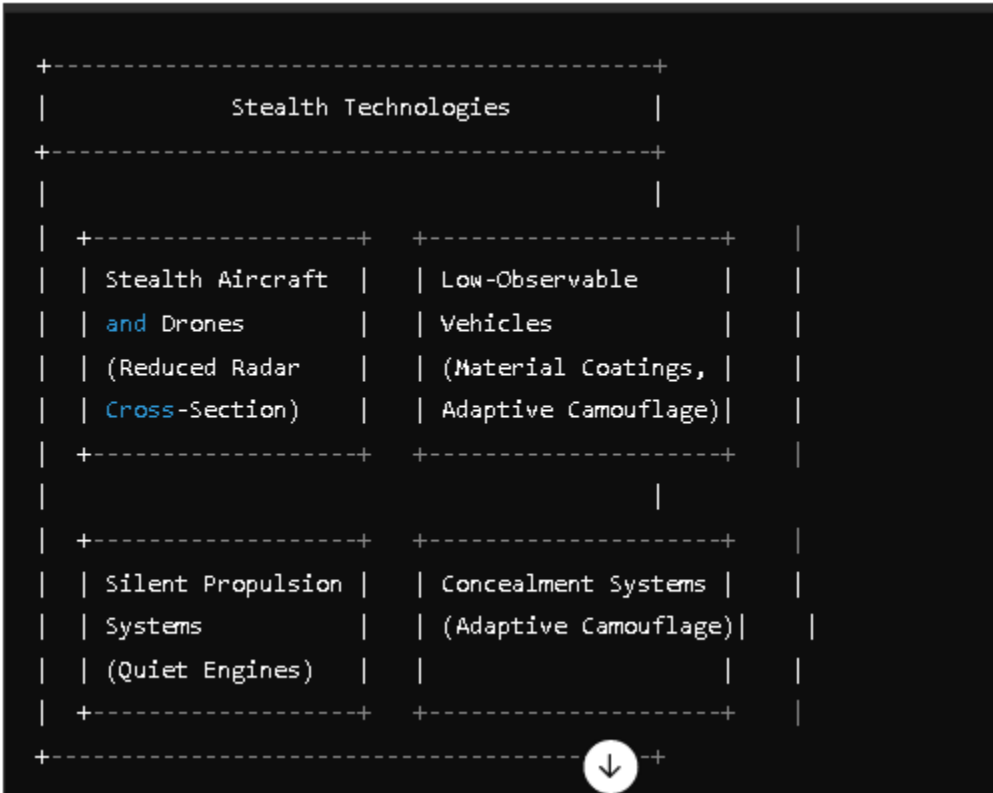 Stealth Technologies
Stealth Aircraft
and Drones
(Reduced Radar
Cross-Section)
Low-Observable
Vehicles
(Material Coatings,
Adaptive Camouflage)
Silent Propulsion
Systems
(Quiet Engines)
Concealment Systems
(Adaptive Camouflage)